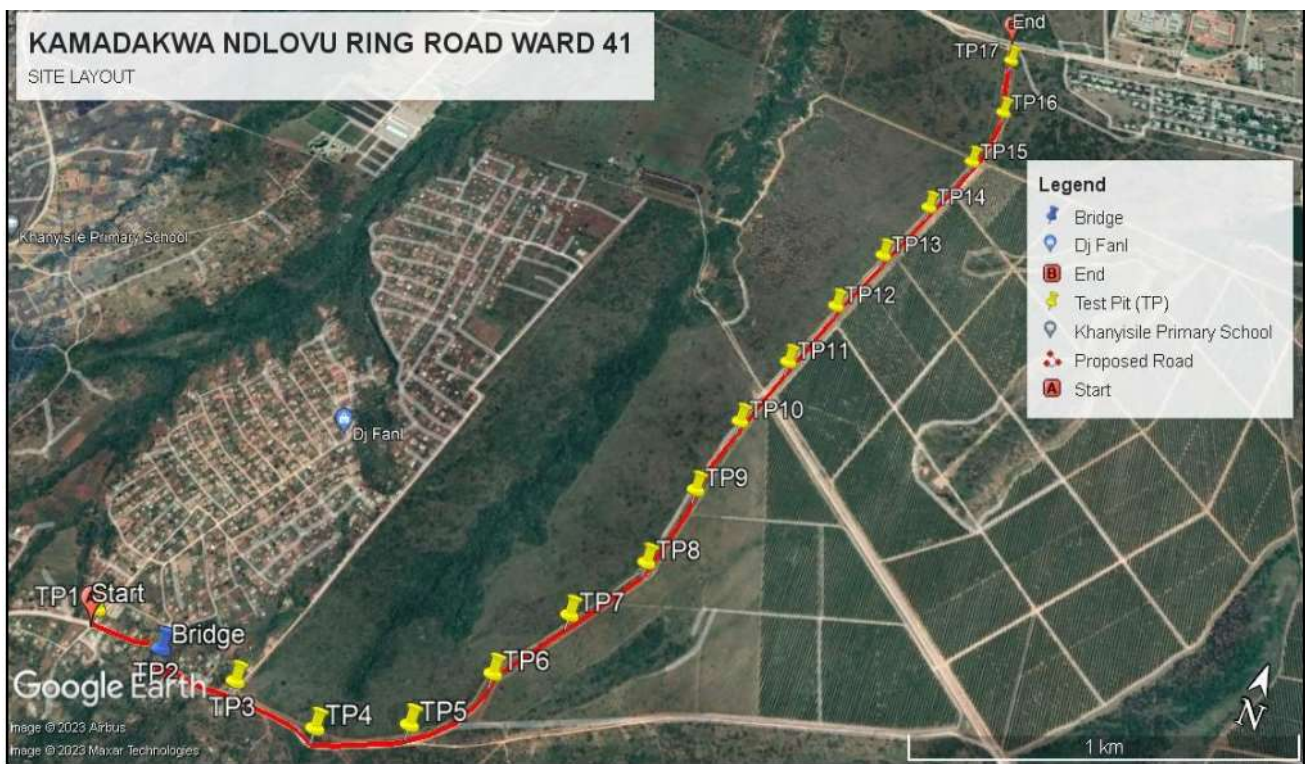 KAMADAKWA NDLOVU RING ROAD WARD 41
SITE LAYOUT
End
TP17
TP16
TP15
TP14
TP13
TP12
TP11
TP10
TP9
TP8
TP7
TP6
TP5
TP4
TP3
TP2
Bridge
TP1
Start
Khanyisile Primary School
Dj Fanl
Legend
Bridge
Dj Fanl
B End
Test Pit (TP)
Khanyisile Primary School
Proposed Road
A Start
Google Earth
Image © 2023 Airbus
Image © 2023 Maxar Technologies
N
1 km